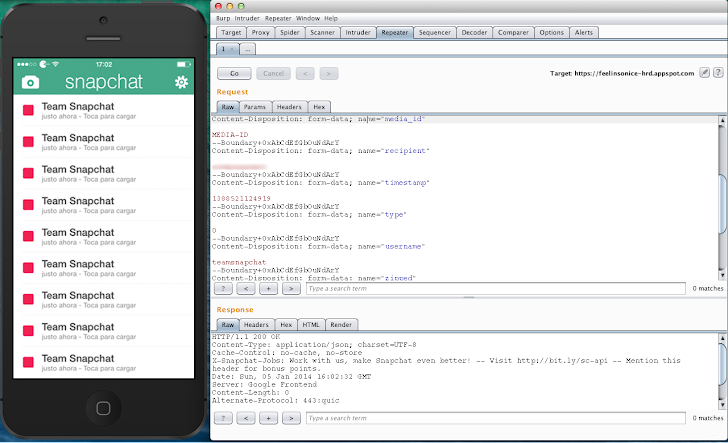 17:02
snapchat
Team Snapchat
justo ahora - Toca para cargar
Team Snapchat
justo ahora - Toca para cargar
Team Snapchat
justo ahora - Toca para cargar
Team Snapchat
justo ahora - Toca para cargar
Team Snapchat
justo ahora - Toca para cargar
Team Snapchat
justo ahora - Toca para cargar
Team Snapchat
justo ahora - Toca para cargar
Team Snapchat
justo ahora - Toca para cargar
Team Snapchat
justo ahora - Toca para cargar
Burp Intruder Repeater Window Help
Target Proxy Spider Scanner Intruder Repeater Sequencer Decoder Comparer Options Alerts
1 × ...
Go Cancel < > Target: https://feelinsonice-hrd.appspot.com ?
Request
Raw Params Headers Hex
Content-Disposition: form-data; name="media_id"
MEDIA-ID
--Boundary+0xAbCdEfGbOuNdArY
Content-Disposition: form-data; name="recipient"
--Boundary+0xAbCdEfGbOuNdArY
Content-Disposition: form-data; name="timestamp"
1388521124919
--Boundary+0xAbCdEfGbOuNdArY
Content-Disposition: form-data; name="type"
0
--Boundary+0xAbCdEfGbOuNdArY
Content-Disposition: form-data; name="username"
teamsnapchat
--Boundary+0xAbCdEfGbOuNdArY
Content-Disposition: form-data; name="zipped"
? < + > Type a search term 0 matches
Response
Raw Headers Hex HTML Render
HTTP/1.1 200 OK
Content-Type: application/json; charset=UTF-8
Cache-Control: no-cache, no-store
X-Snapchat-Jobs: Work with us, make Snapchat even better! -- Visit http://bit.ly/sc-api -- Mention this
header for bonus points.
Date: Sun, 05 Jan 2014 16:02:32 GMT
Server: Google Frontend
Content-Length: 0
Alternate-Protocol: 443:quic
? < + > Type a search term 0 matches